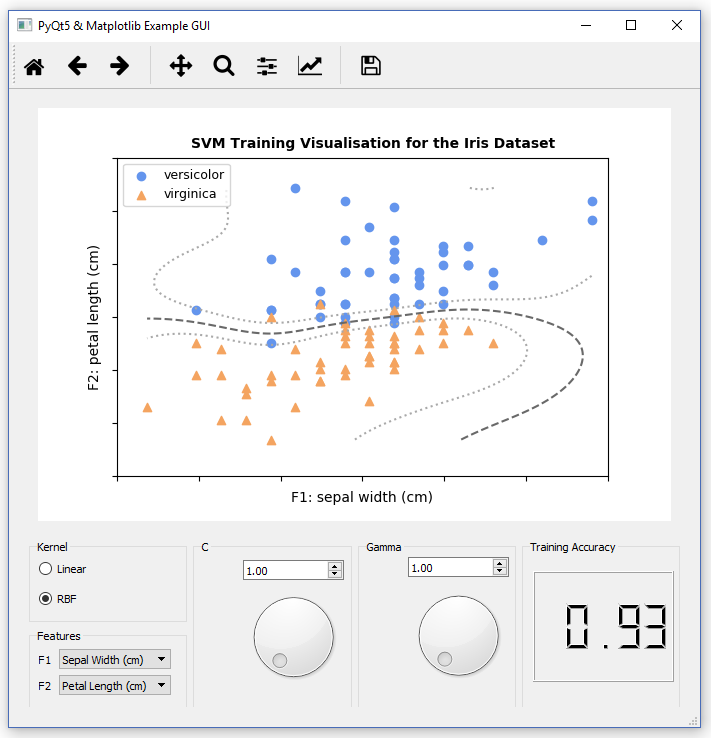 PyQt5 & Matplotlib Example GUI
SVM Training Visualisation for the Iris Dataset
versicolor
virginica
F2: petal length (cm)
F1: sepal width (cm)
Kernel
Linear
RBF
Features
F1 Sepal Width (cm)
F2 Petal Length (cm)
C
1.00
Gamma
1.00
Training Accuracy
0.93